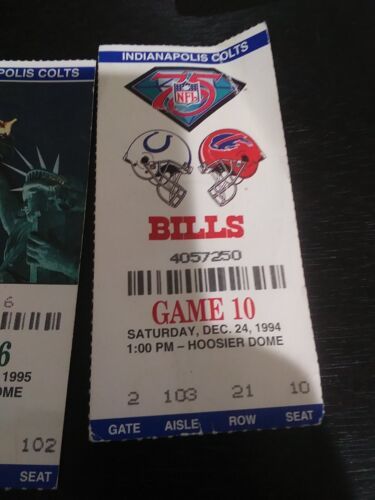 POLIS COLTS
6
6
1995
OME
102
SEAT
INDIANAPOLIS COLTS
75
NFL
BILLS
4057250
GAME 10
SATURDAY, DEC. 24, 1994
1:00 PM – HOOSIER DOME
2 103 21 10
GATE AISLE ROW SEAT